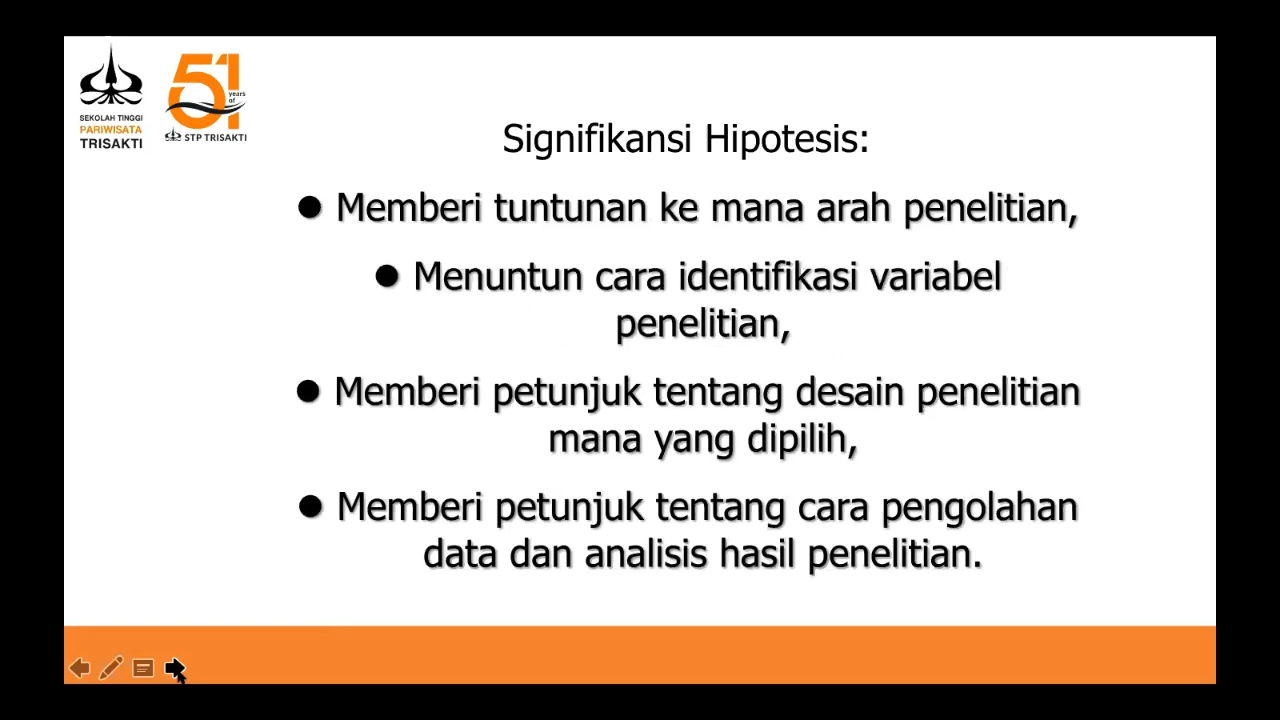 SEKOLAH TINGGI
PARIWISATA
TRISAKTI
51
years
of
STP TRISAKTI
Signifikansi Hipotesis:
● Memberi tuntunan ke mana arah penelitian,
● Menuntun cara identifikasi variabel
penelitian,
● Memberi petunjuk tentang desain penelitian
mana yang dipilih,
● Memberi petunjuk tentang cara pengolahan
data dan analisis hasil penelitian.